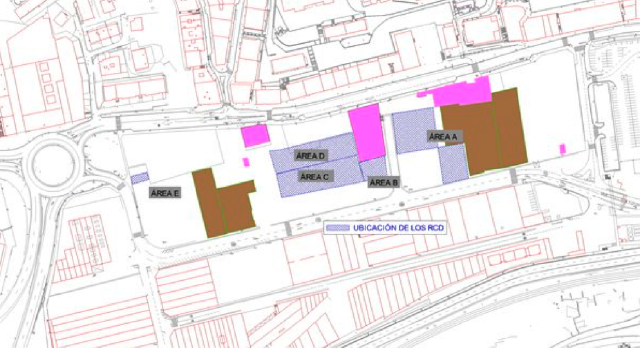 ÁREA A
ÁREA D
ÁREA C
ÁREA B
ÁREA E
UBICACIÓN DE LOS RCD